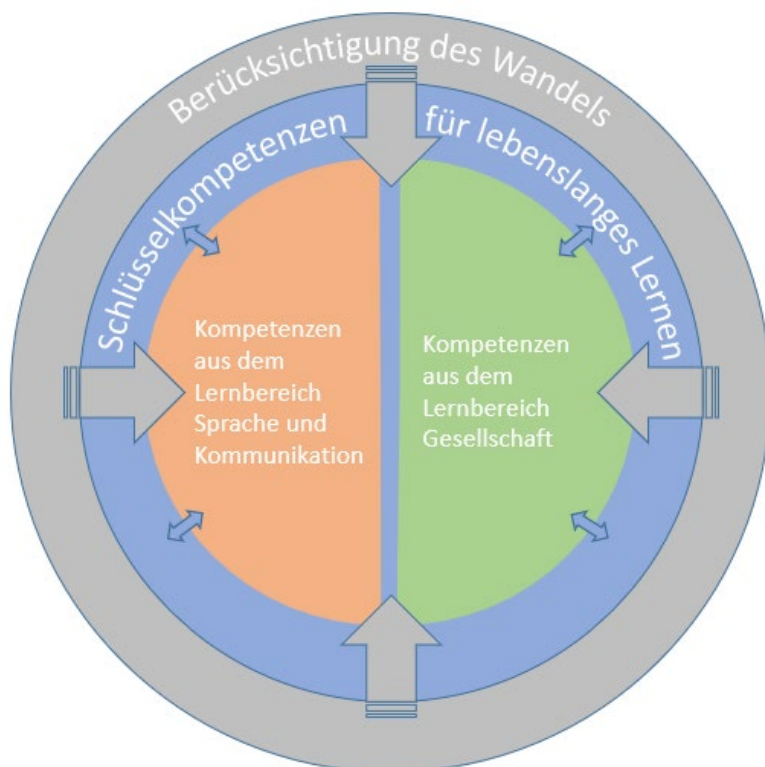 Berücksichtigung des Wandels
Schlüsselkompetenzen für lebenslanges Lernen
Kompetenzen
aus dem
Lernbereich
Sprache und
Kommunikation
Kompetenzen
aus dem
Lernbereich
Gesellschaft